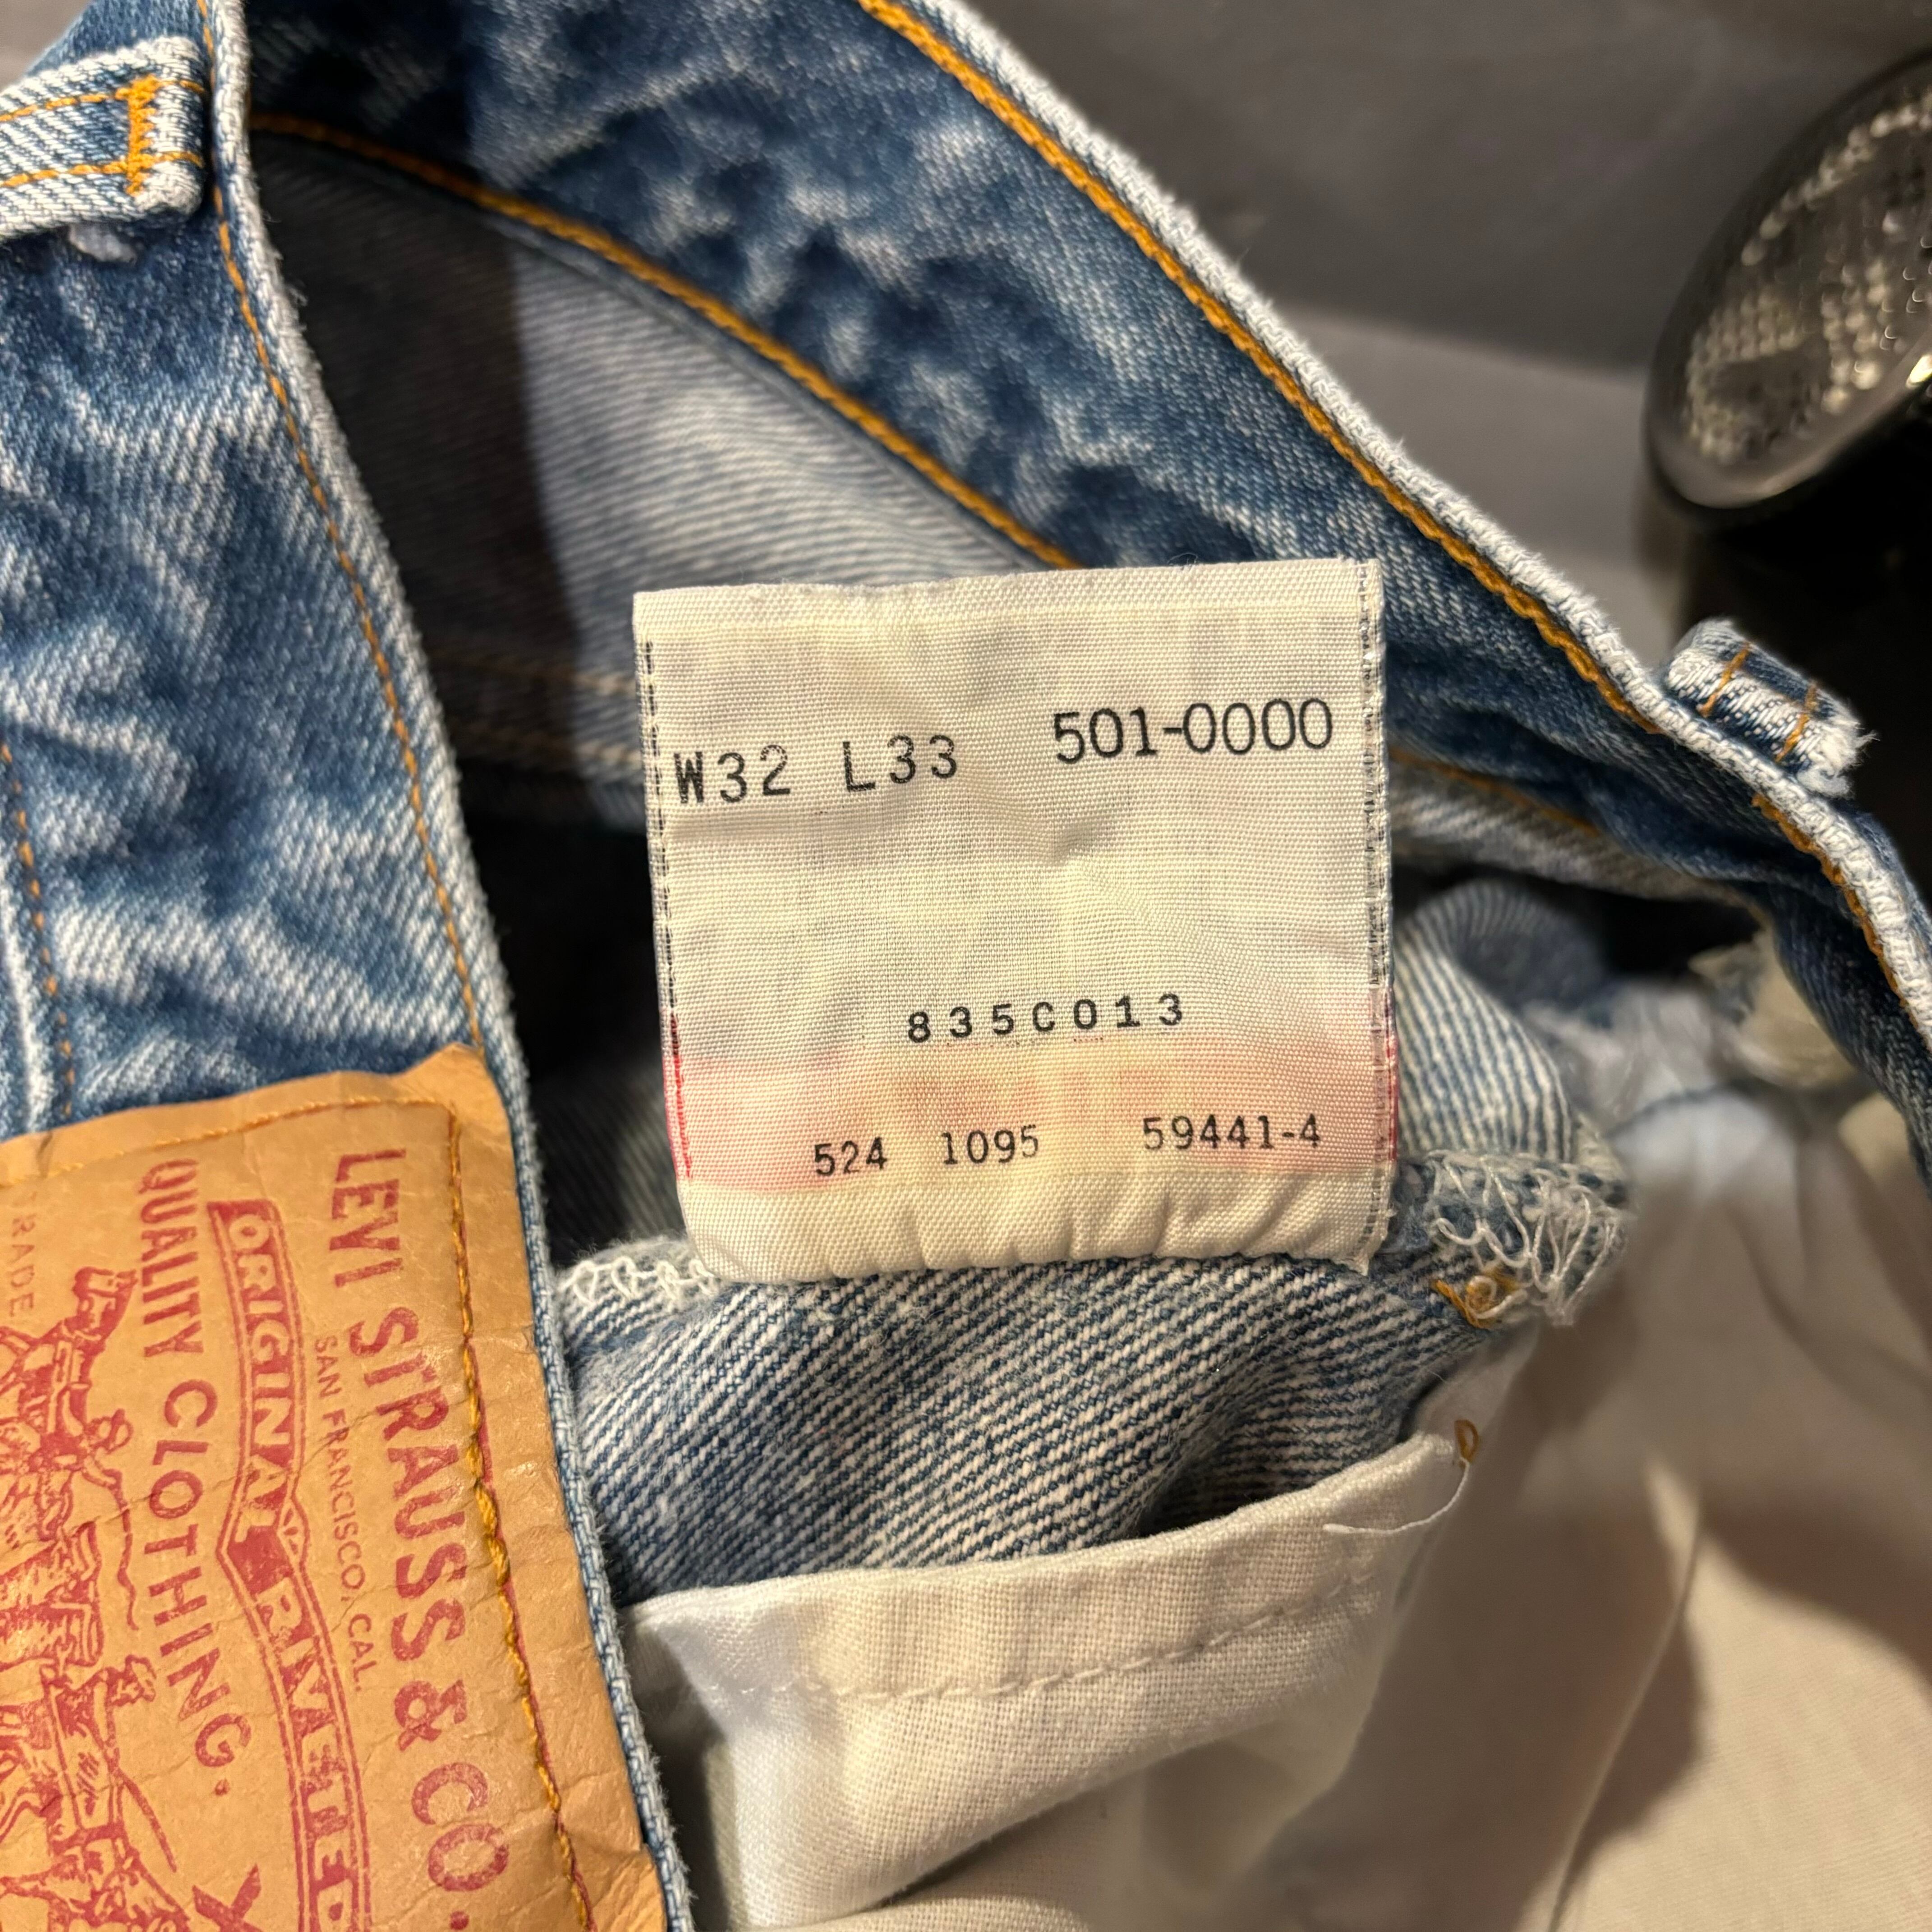 W32 L33 501-0000
835C013
524 1095 59441-4
LEVI STRAUSS & CO.
SAN FRANCISCO, CAL.
ORIGINAL RIVETED
QUALITY CLOTHING.